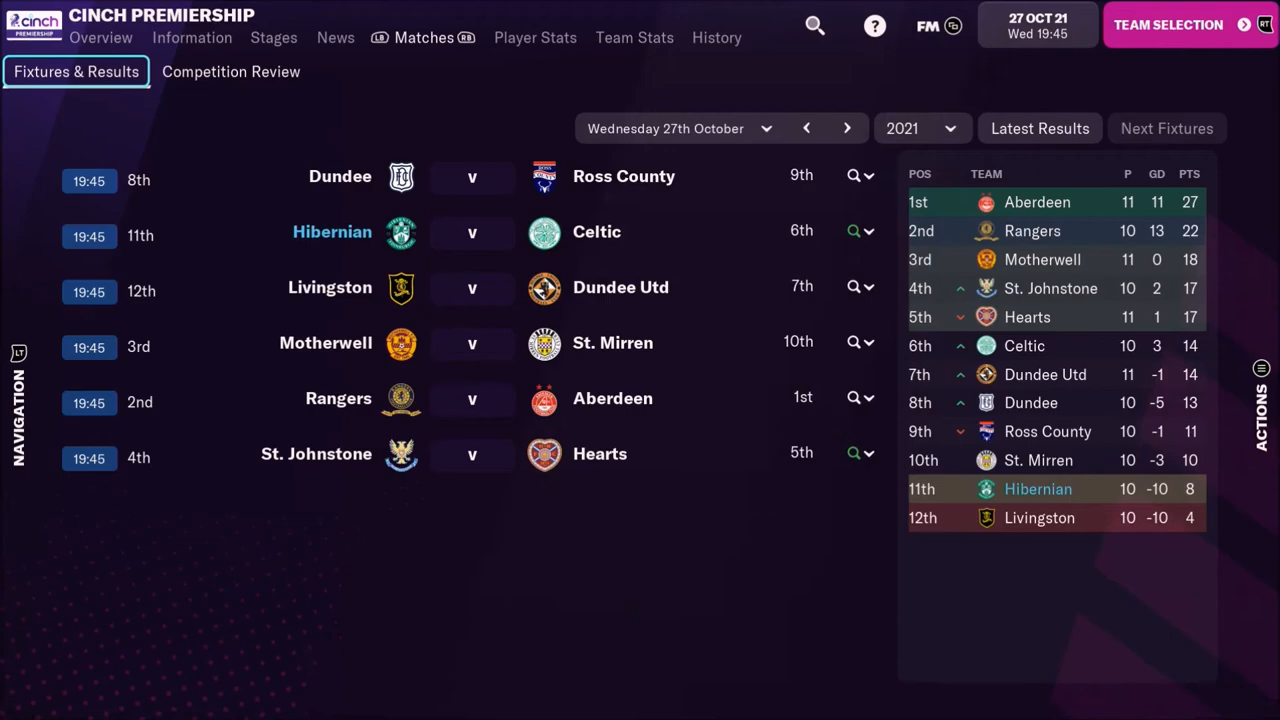 cinch
PREMIERSHIP
CINCH PREMIERSHIP
Overview Information Stages News LB Matches RB Player Stats Team Stats History
? FM 27 OCT 21
Wed 19:45
TEAM SELECTION RT
Fixtures & Results Competition Review
Wednesday 27th October 2021 Latest Results Next Fixtures
19:45 8th Dundee v Ross County 9th
19:45 11th Hibernian v Celtic 6th
19:45 12th Livingston v Dundee Utd 7th
19:45 3rd Motherwell v St. Mirren 10th
19:45 2nd Rangers v Aberdeen 1st
19:45 4th St. Johnstone v Hearts 5th
POS TEAM P GD PTS
1st Aberdeen 11 11 27
2nd Rangers 10 13 22
3rd Motherwell 11 0 18
4th St. Johnstone 10 2 17
5th Hearts 11 1 17
6th Celtic 10 3 14
7th Dundee Utd 11 -1 14
8th Dundee 10 -5 13
9th Ross County 10 -1 11
10th St. Mirren 10 -3 10
11th Hibernian 10 -10 8
12th Livingston 10 -10 4
LT
NAVIGATION
ACTIONS